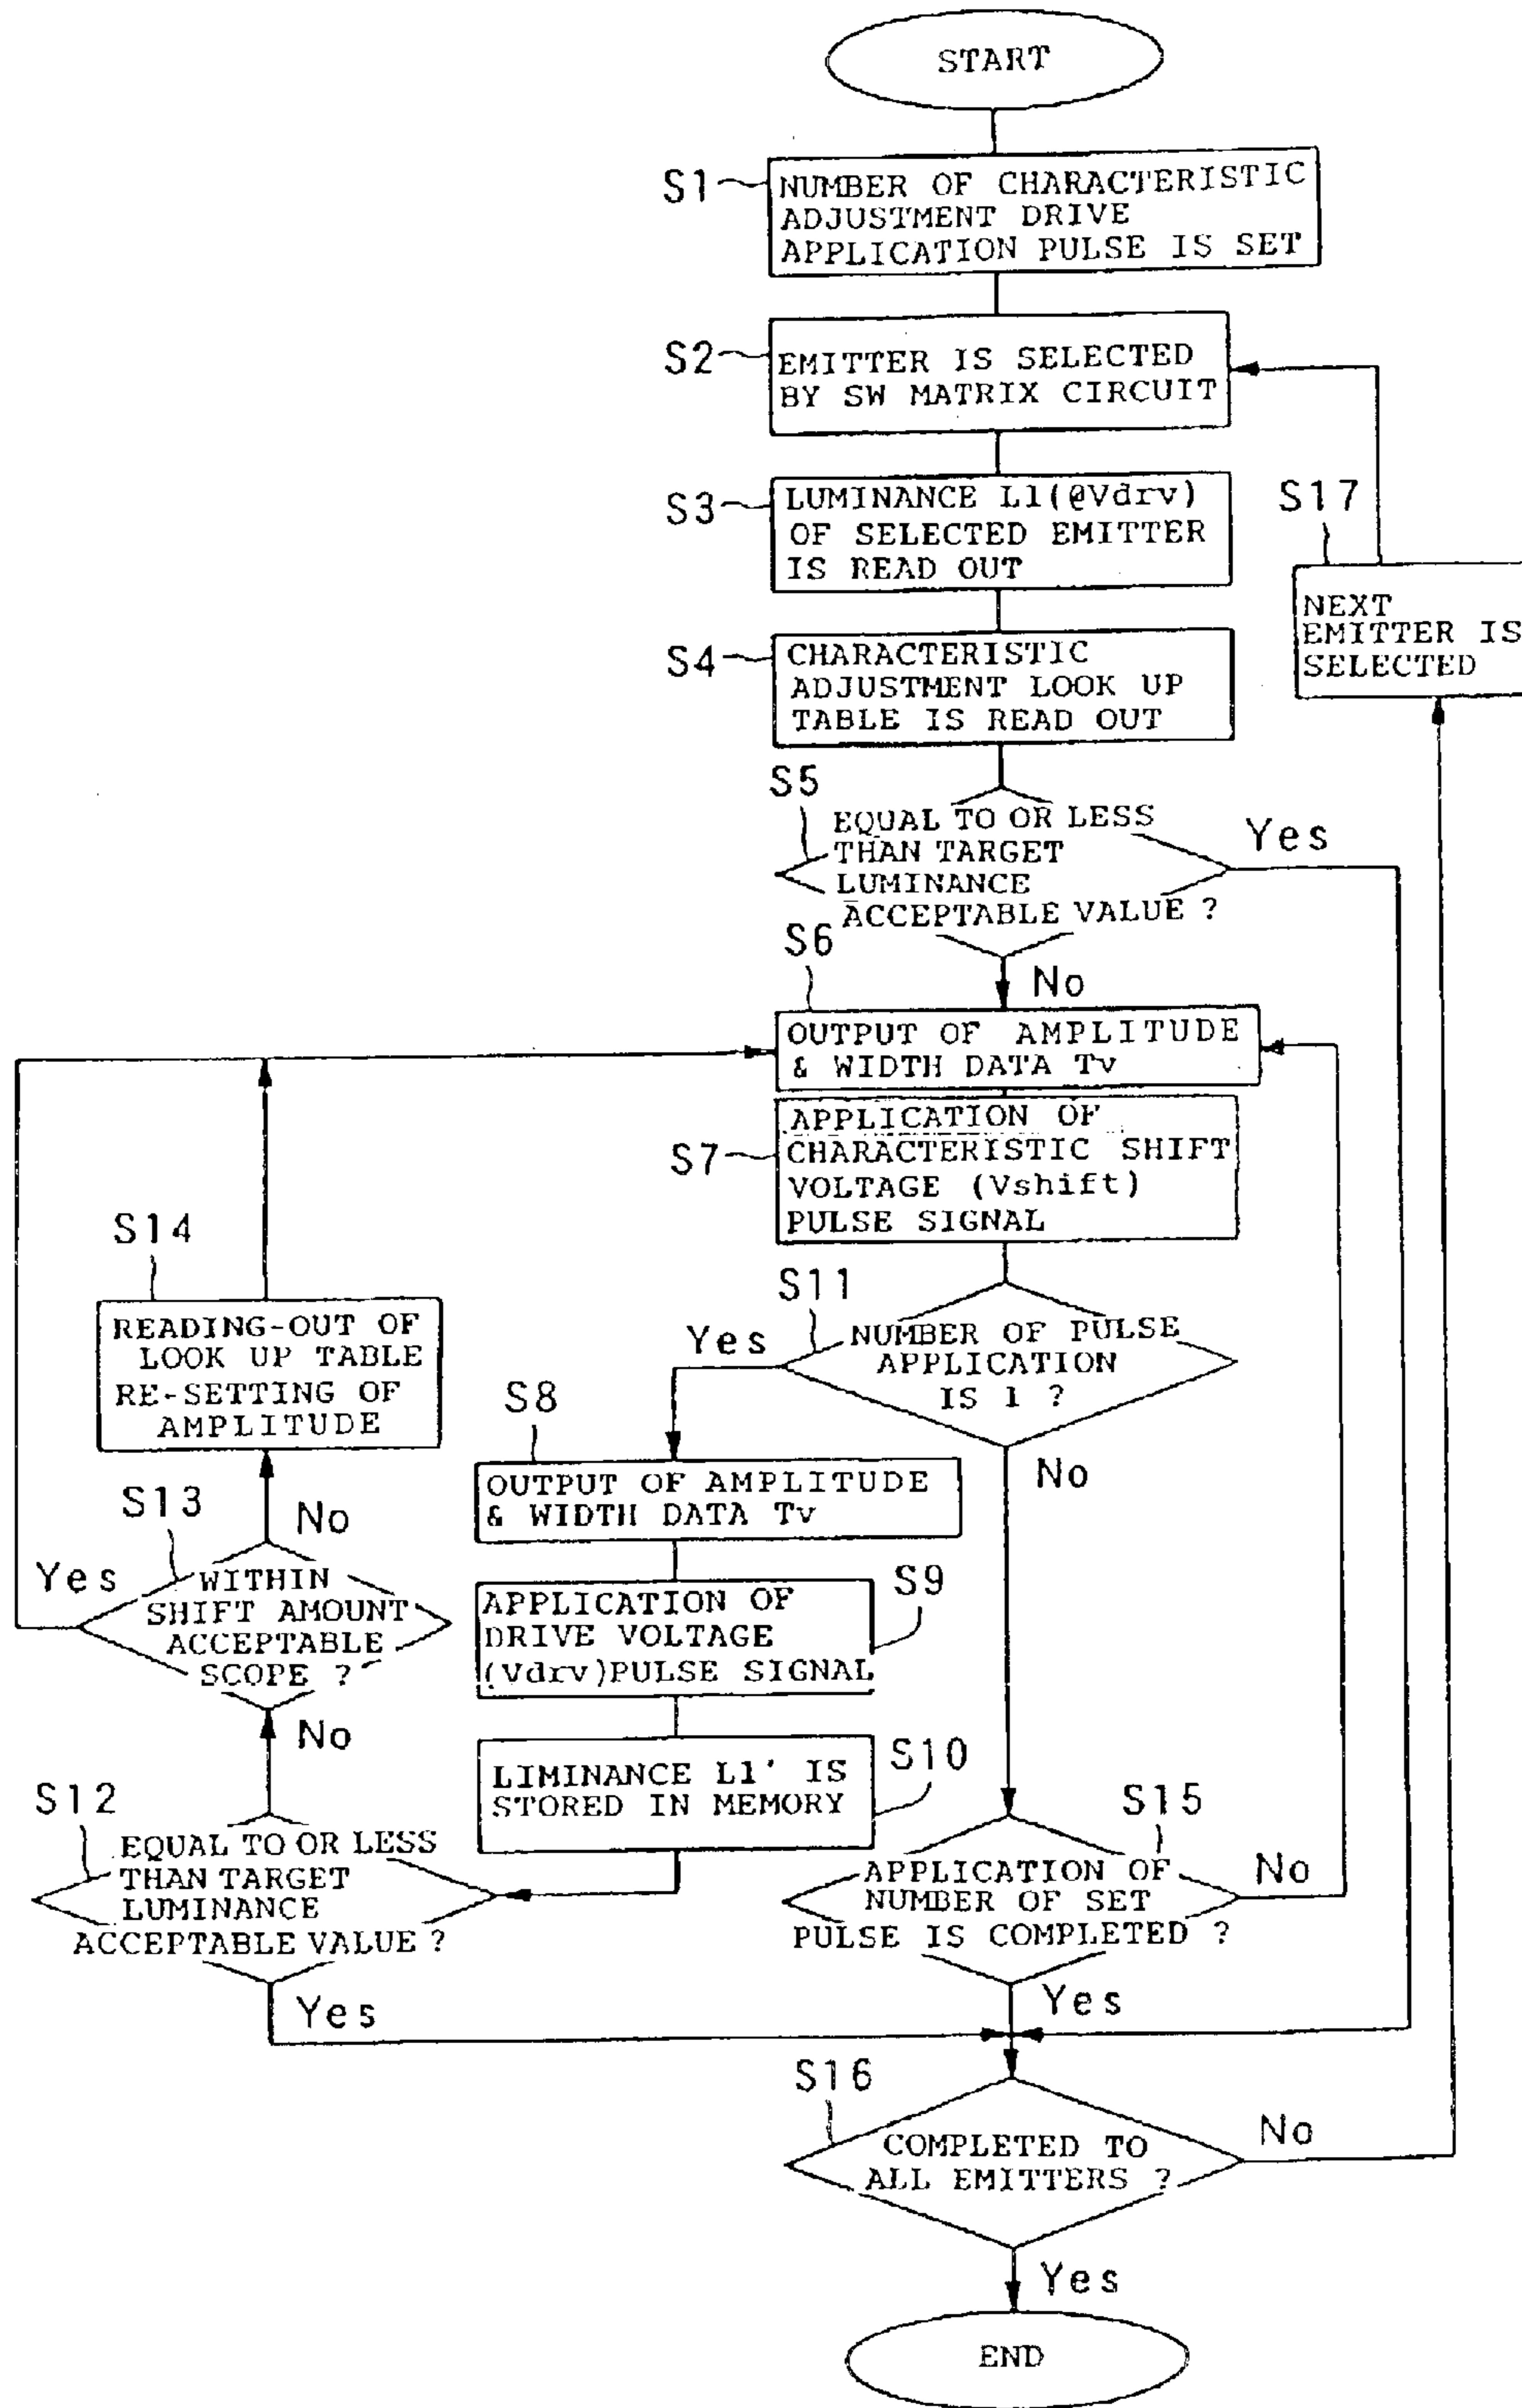 START
S1
NUMBER OF CHARACTERISTIC
ADJUSTMENT DRIVE
APPLICATION PULSE IS SET
S2
EMITTER IS SELECTED
BY SW MATRIX CIRCUIT
S3
LUMINANCE L1(@Vdrv)
OF SELECTED EMITTER
IS READ OUT
S17
NEXT
EMITTER IS
SELECTED
S4
CHARACTERISTIC
ADJUSTMENT LOOK UP
TABLE IS READ OUT
S5
EQUAL TO OR LESS
THAN TARGET
LUMINANCE
ACCEPTABLE VALUE ?
Yes
No
S6
OUTPUT OF AMPLITUDE
& WIDTH DATA Tv
S7
APPLICATION OF
CHARACTERISTIC SHIFT
VOLTAGE (Vshift)
PULSE SIGNAL
S14
READING-OUT OF
LOOK UP TABLE
RE-SETTING OF
AMPLITUDE
S11
NUMBER OF PULSE
APPLICATION
IS 1 ?
Yes
No
S8
OUTPUT OF AMPLITUDE
& WIDTH DATA Tv
S13
WITHIN
SHIFT AMOUNT
ACCEPTABLE
SCOPE ?
Yes
No
S9
APPLICATION OF
DRIVE VOLTAGE
(Vdrv)PULSE SIGNAL
S10
LIMINANCE L1' IS
STORED IN MEMORY
S12
EQUAL TO OR LESS
THAN TARGET
LUMINANCE
ACCEPTABLE VALUE ?
No
Yes
S15
APPLICATION OF
NUMBER OF SET
PULSE IS COMPLETED ?
No
Yes
S16
COMPLETED TO
ALL EMITTERS ?
No
Yes
END